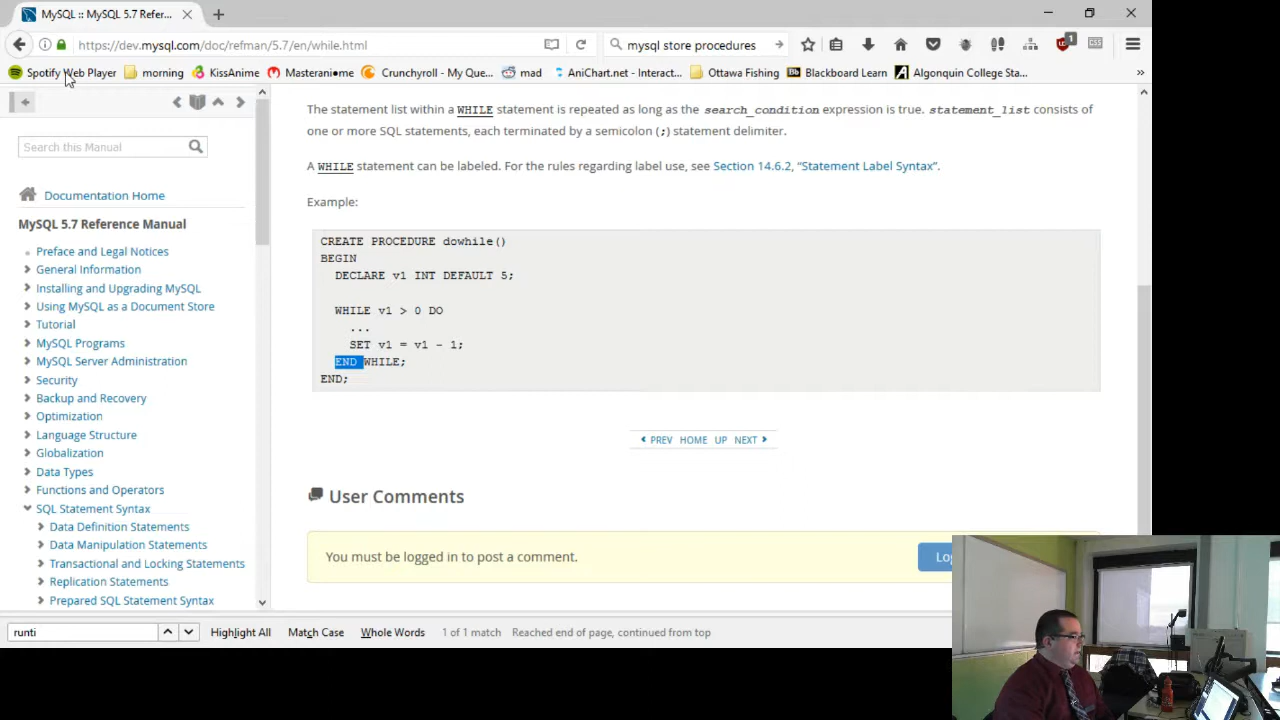 MySQL :: MySQL 5.7 Refer...
https://dev.mysql.com/doc/refman/5.7/en/while.html
mysql store procedures
1
Spotify Web Player morning KissAnime Masterani●me Crunchyroll - My Que... mad AniChart.net - Interact... Ottawa Fishing Blackboard Learn Algonquin College Sta...
Search this Manual
Documentation Home
MySQL 5.7 Reference Manual
Preface and Legal Notices
General Information
Installing and Upgrading MySQL
Using MySQL as a Document Store
Tutorial
MySQL Programs
MySQL Server Administration
Security
Backup and Recovery
Optimization
Language Structure
Globalization
Data Types
Functions and Operators
SQL Statement Syntax
Data Definition Statements
Data Manipulation Statements
Transactional and Locking Statements
Replication Statements
Prepared SQL Statement Syntax
The statement list within a WHILE statement is repeated as long as the search_condition expression is true. statement_list consists of
one or more SQL statements, each terminated by a semicolon (;) statement delimiter.
A WHILE statement can be labeled. For the rules regarding label use, see Section 14.6.2, “Statement Label Syntax”.
Example:
CREATE PROCEDURE dowhile()
BEGIN
DECLARE v1 INT DEFAULT 5;
WHILE v1 > 0 DO
...
SET v1 = v1 - 1;
END WHILE;
END;
PREV HOME UP NEXT
User Comments
You must be logged in to post a comment.
runti Highlight All Match Case Whole Words 1 of 1 match Reached end of page, continued from top